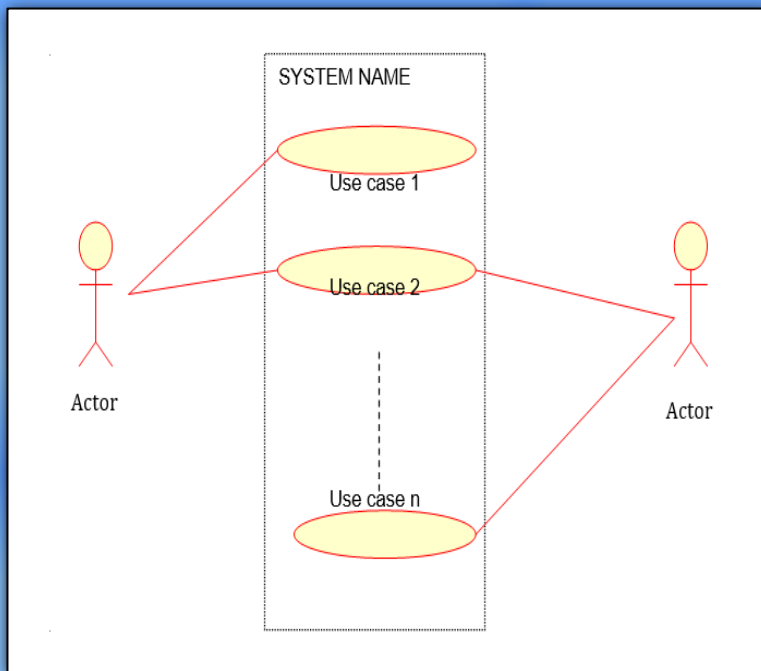 SYSTEM NAME
Use case 1
Use case 2
Actor
Actor
Use case n